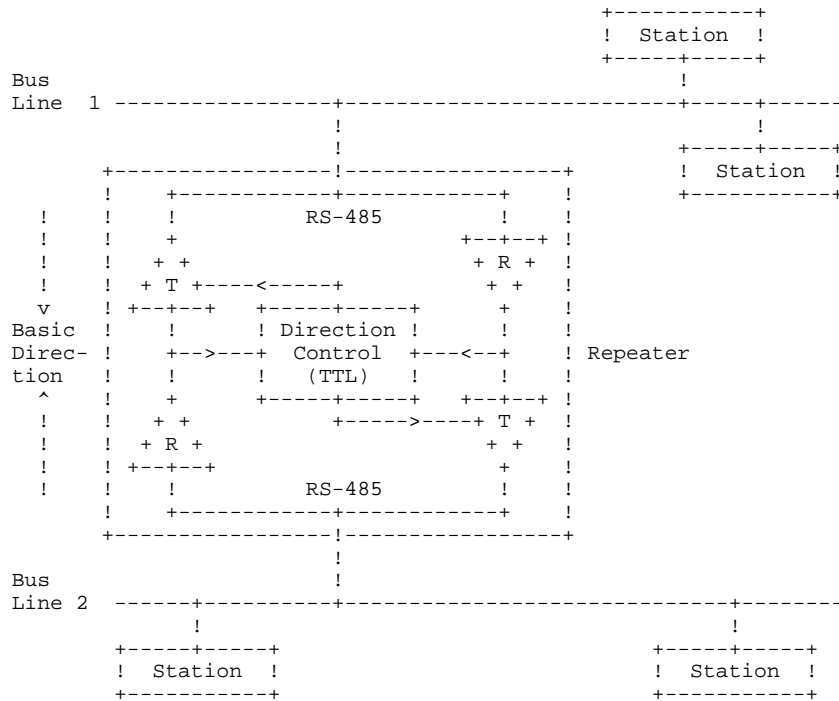 Station
Bus
Line 1
Station
RS-485
R
T
v
Basic Direction
Direc- Control Repeater
tion (TTL)
^
T
R
RS-485
Bus
Line 2
Station Station